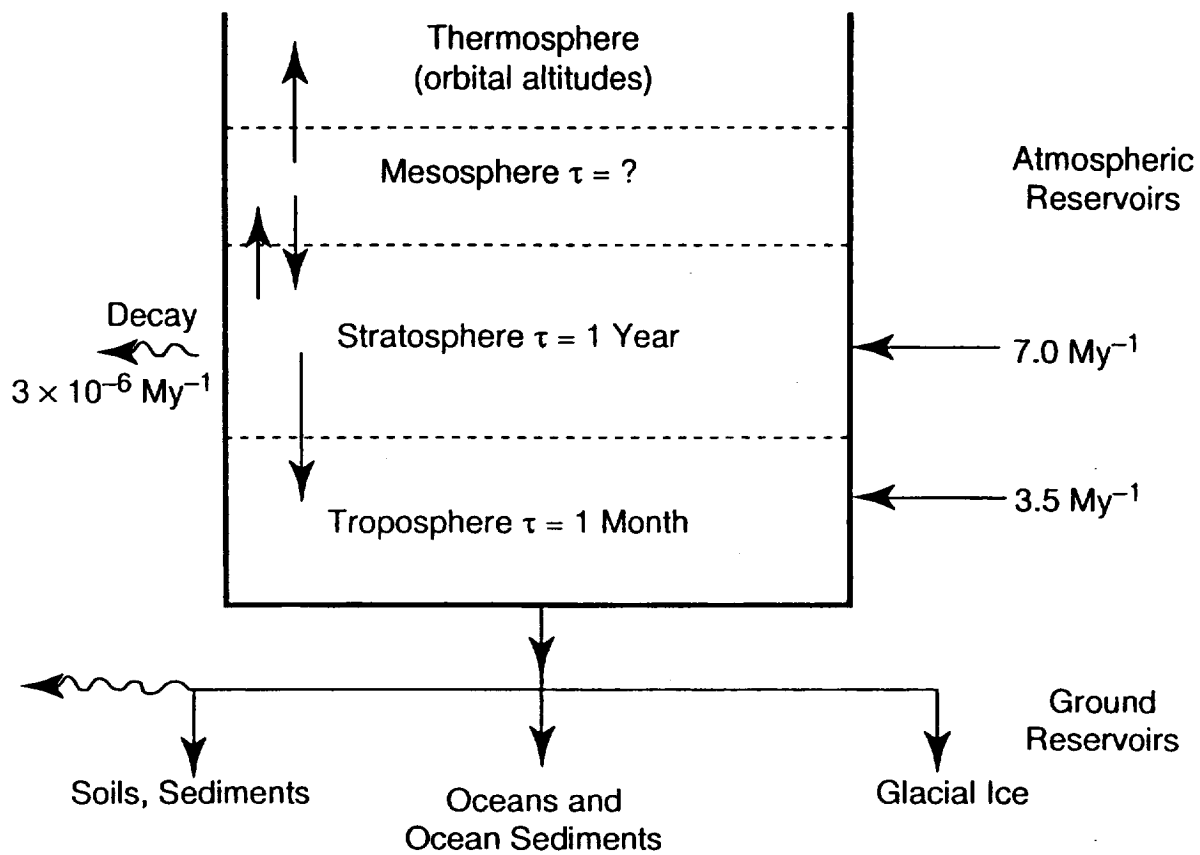 Thermosphere
(orbital altitudes)
Mesosphere τ = ?
Atmospheric
Reservoirs
Decay
3 × 10⁻⁶ My⁻¹
Stratosphere τ = 1 Year
7.0 My⁻¹
Troposphere τ = 1 Month
3.5 My⁻¹
Ground
Reservoirs
Soils, Sediments
Oceans and
Ocean Sediments
Glacial Ice